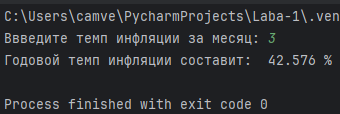 C:\Users\camve\PycharmProjects\Laba-1\.ven
Ввведите темп инфляции за месяц: 3
Годовой темп инфляции составит:  42.576 %
Process finished with exit code 0